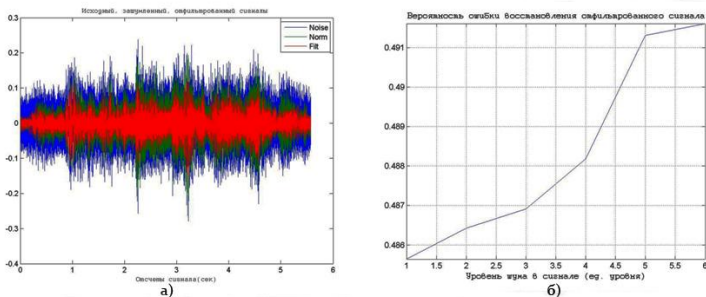 Исходный, зашумленный, отфильтрованный сигналы
0.3
0.2
0.1
0
-0.1
-0.2
-0.3
-0.4
0 1 2 3 4 5 6
Noise
Norm
Filt
Отсчеты сигнала(сек)
а)
Вероятность ошибки восстановления отфильтрованного сигнала
0.491
0.49
0.489
0.488
0.487
0.486
1 1.5 2 2.5 3 3.5 4 4.5 5 5.5 6
Уровень шума в сигнале (ед. уровня)
б)